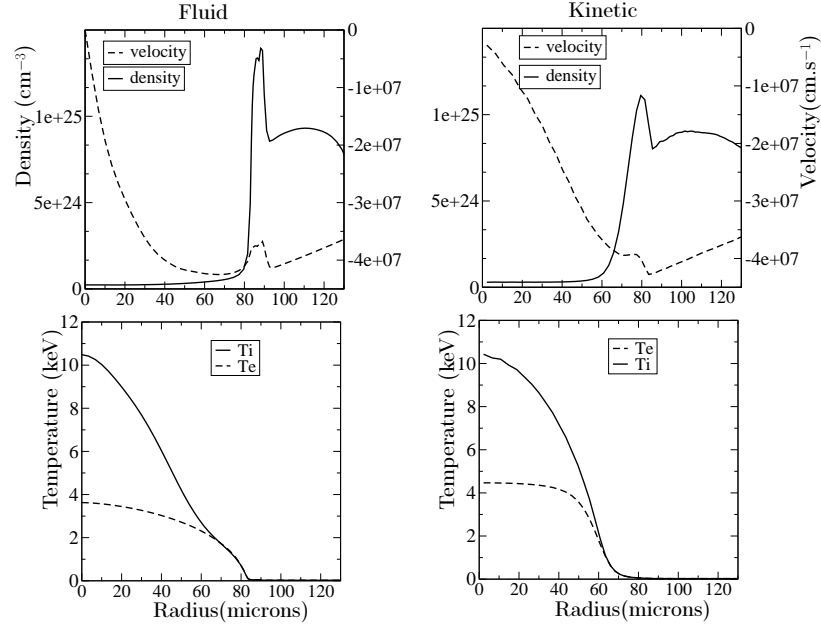 Fluid
Kinetic
Density (cm−3)
velocity
density
1e+25
5e+24
0
0
-1e+07
-2e+07
-3e+07
-4e+07
0 20 40 60 80 100 120
velocity
density
1e+25
5e+24
0
0
-1e+07
-2e+07
-3e+07
-4e+07
Velocity(cm.s−1)
0 20 40 60 80 100 120
Temperature (keV)
12
10
8
6
4
2
0
Ti
Te
0 20 40 60 80 100 120
Radius(microns)
Temperature (keV)
12
10
8
6
4
2
0
Te
Ti
0 20 40 60 80 100 120
Radius(microns)